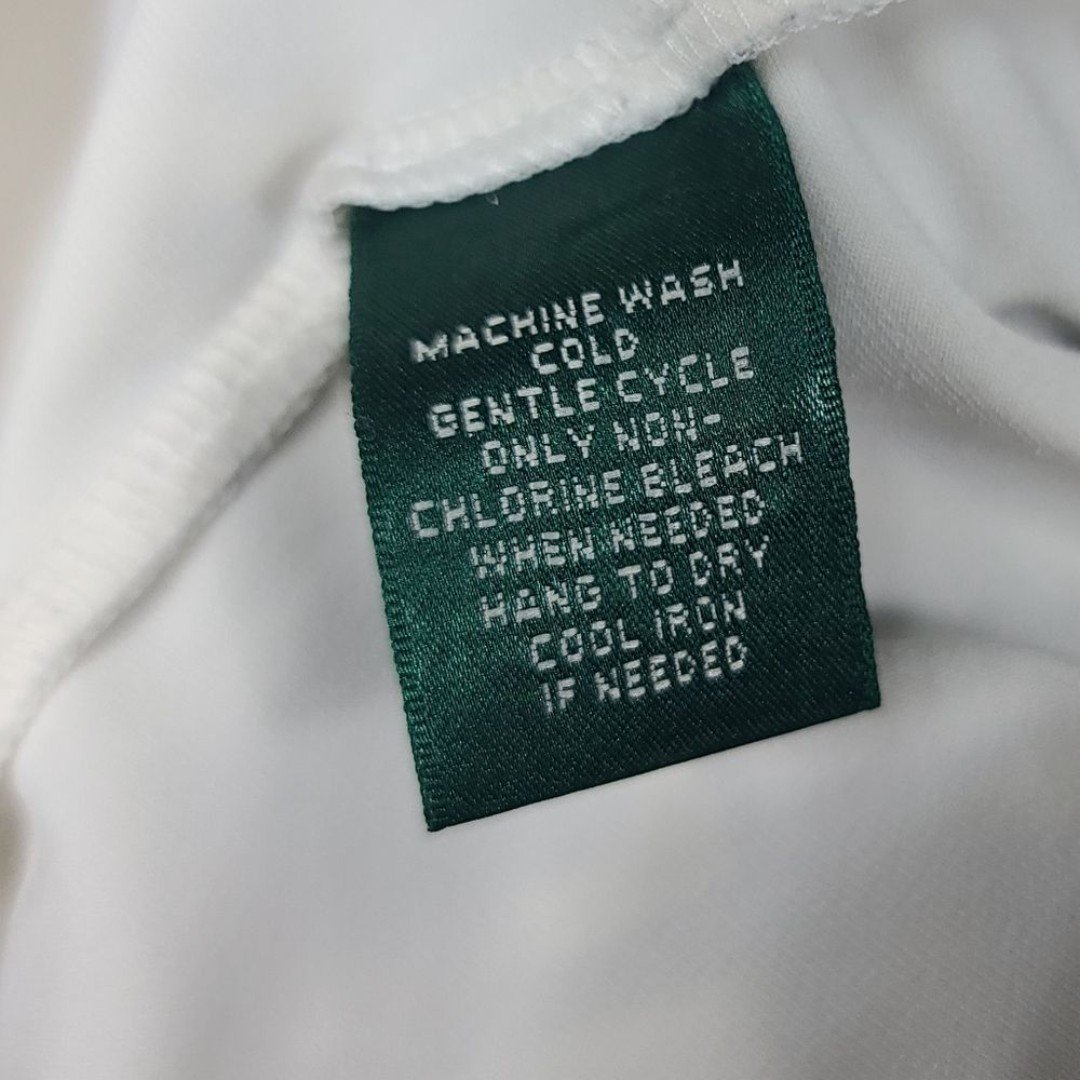 MACHINE WASH
COLD
GENTLE CYCLE
ONLY NON-
CHLORINE BLEACH
WHEN NEEDED
HANG TO DRY
COOL IRON
IF NEEDED